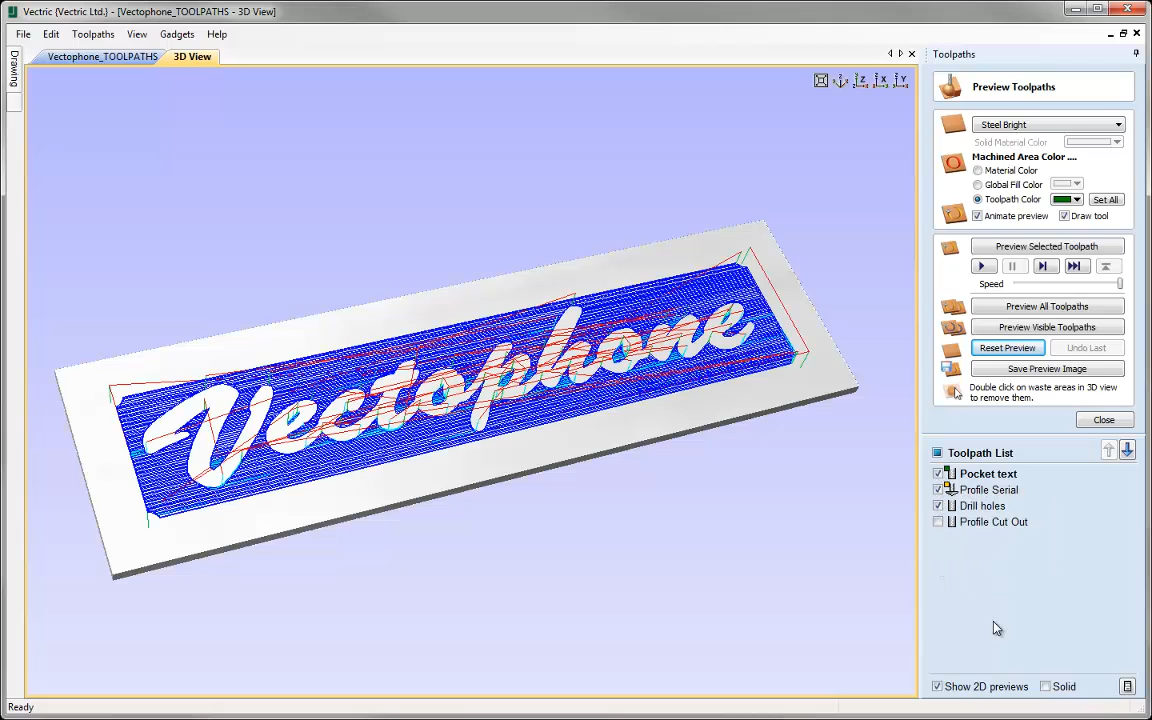 Vectric {Vectric Ltd.} - [Vectophone_TOOLPATHS - 3D View]
File Edit Toolpaths View Gadgets Help
Drawing
Vectophone_TOOLPATHS 3D View
Z X Y
Vectophone
Toolpaths
Preview Toolpaths
Steel Bright
Solid Material Color
Machined Area Color ....
Material Color
Global Fill Color
Toolpath Color Set All
Animate preview Draw tool
Preview Selected Toolpath
Speed
Preview All Toolpaths
Preview Visible Toolpaths
Reset Preview Undo Last
Save Preview Image
Double click on waste areas in 3D view
to remove them.
Close
Toolpath List
Pocket text
Profile Serial
Drill holes
Profile Cut Out
Show 2D previews Solid
Ready